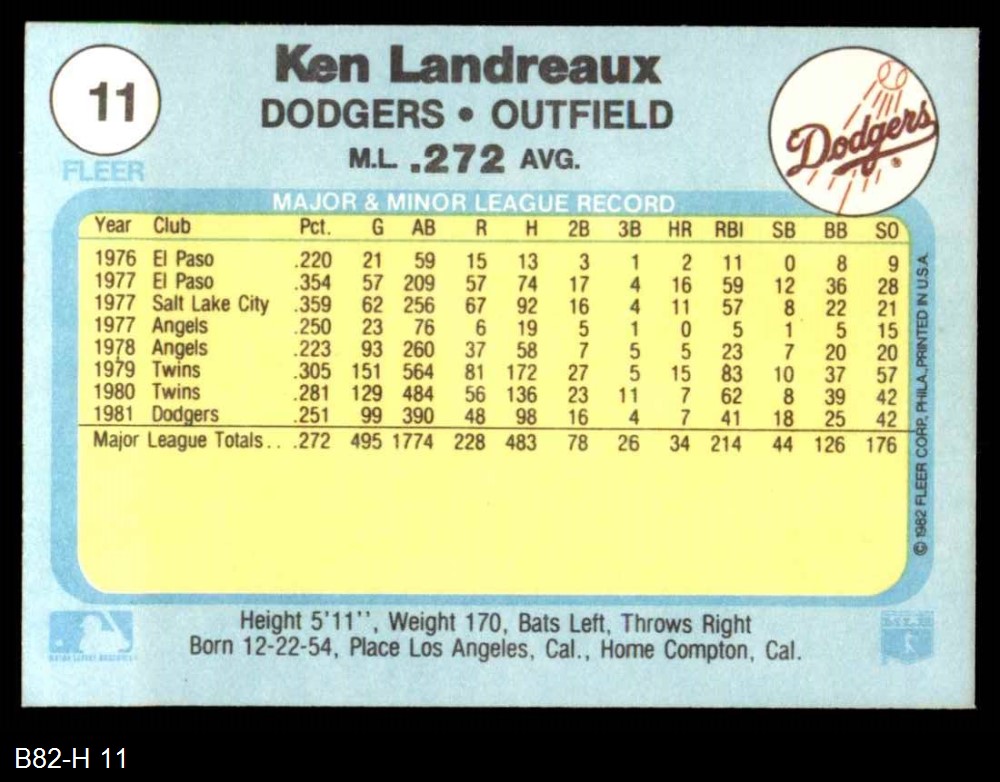 11
Ken Landreaux
DODGERS • OUTFIELD
M.L. .272 AVG.
FLEER
Dodgers
MAJOR & MINOR LEAGUE RECORD
Year Club Pct. G AB R H 2B 3B HR RBI SB BB SO
1976 El Paso .220 21 59 15 13 3 1 2 11 0 8 9
1977 El Paso .354 57 209 57 74 17 4 16 59 12 36 28
1977 Salt Lake City .359 62 256 67 92 16 4 11 57 8 22 21
1977 Angels .250 23 76 6 19 5 1 0 5 1 5 15
1978 Angels .223 93 260 37 58 7 5 5 23 7 20 20
1979 Twins .305 151 564 81 172 27 5 15 83 10 37 57
1980 Twins .281 129 484 56 136 23 11 7 62 8 39 42
1981 Dodgers .251 99 390 48 98 16 4 7 41 18 25 42
Major League Totals.. .272 495 1774 228 483 78 26 34 214 44 126 176
© 1982 FLEER CORP., PHILA., PRINTED IN U.S.A.
Height 5'11'', Weight 170, Bats Left, Throws Right
Born 12-22-54, Place Los Angeles, Cal., Home Compton, Cal.
B82-H 11